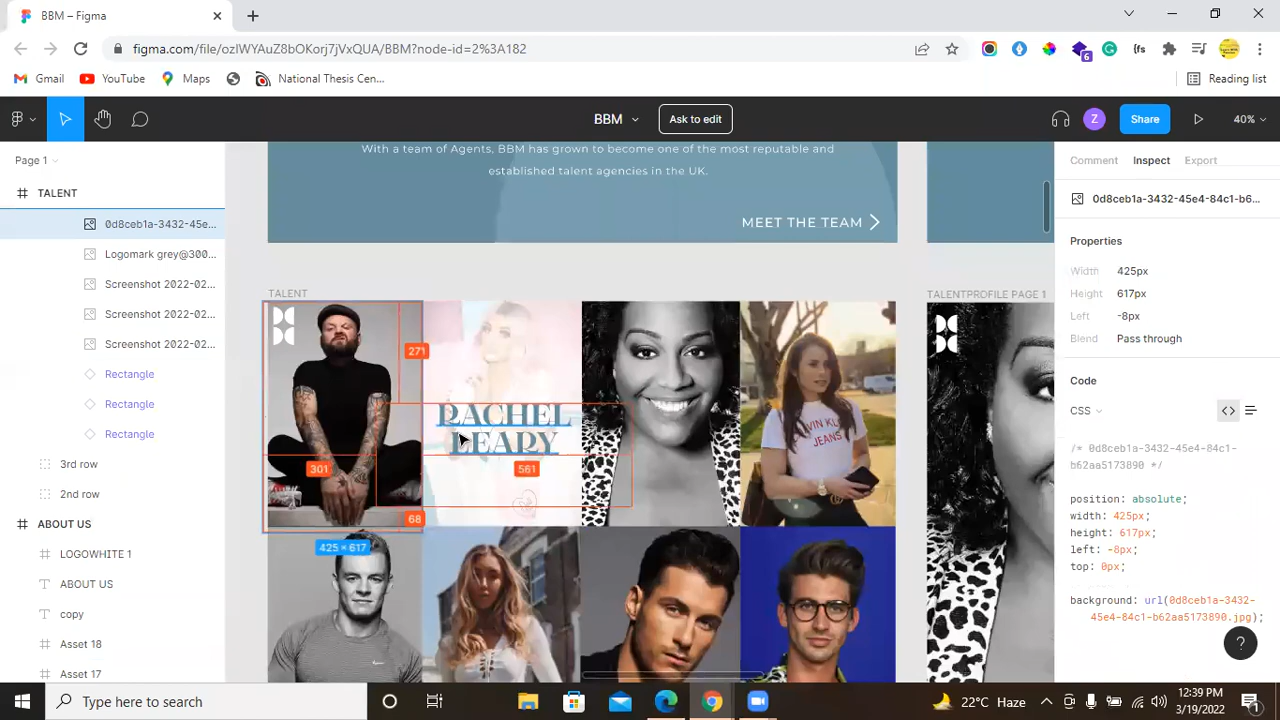 BBM – Figma
figma.com/file/ozIWYAuZ8bOKorj7jVxQUA/BBM?node-id=2%3A182
6
{fs
Gmail
YouTube
Maps
National Thesis Cen...
Reading list
BBM
Ask to edit
Z
Share
40%
Page 1
Comment
Inspect
Export
TALENT
0d8ceb1a-3432-45e...
Logomark grey@300...
Screenshot 2022-02...
Screenshot 2022-02...
Screenshot 2022-02...
Rectangle
Rectangle
Rectangle
3rd row
2nd row
ABOUT US
LOGOWHITE 1
ABOUT US
copy
Asset 18
Asset 17
With a team of Agents, BBM has grown to become one of the most reputable and
established talent agencies in the UK.
MEET THE TEAM
TALENT
TALENTPROFILE PAGE 1
271
RACHEL
LEARY
301
561
68
425 × 617
CALVIN KLEIN
JEANS
0d8ceb1a-3432-45e4-84c1-b6...
Properties
Width
425px
Height
617px
Left
-8px
Blend
Pass through
Code
CSS
/* 0d8ceb1a-3432-45e4-84c1-
b62aa5173890 */
position: absolute;
width: 425px;
height: 617px;
left: -8px;
top: 0px;
background: url(0d8ceb1a-3432-
45e4-84c1-b62aa5173890.jpg);
?
Type here to search
22°C
Haze
12:39 PM
3/19/2022
1